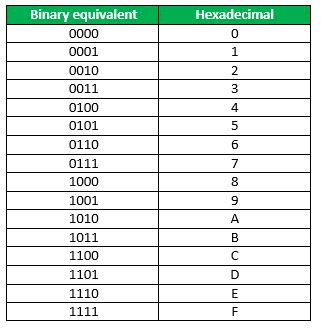 Binary equivalent Hexadecimal
0000 0
0001 1
0010 2
0011 3
0100 4
0101 5
0110 6
0111 7
1000 8
1001 9
1010 A
1011 B
1100 C
1101 D
1110 E
1111 F